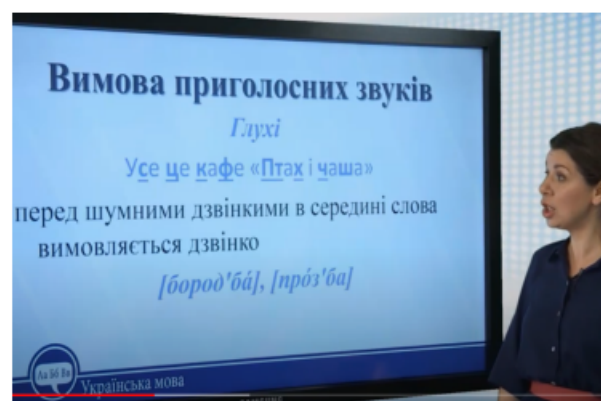 Вимова приголосних звуків
Глухі
Усе це кафе «Птах і чаша»
перед шумними дзвінкими в середині слова
вимовляється дзвінко
[бород'ба́], [про́з'ба]
Аа Бб Вв
Українська мова